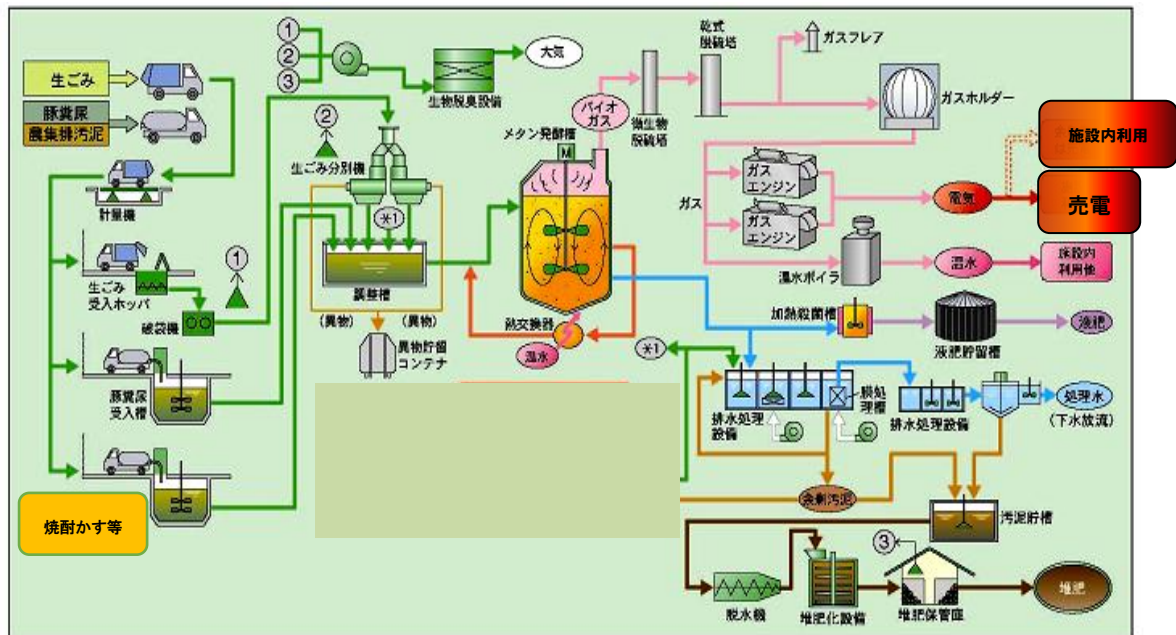 生ごみ
豚糞尿
農集排汚泥
計量機
生ごみ
受入ホッパ
破袋機
豚糞尿
受入槽
焼酎かす等
①
②
③
生物脱臭設備
大気
①
②
生ごみ分別機
*1
調整槽
(異物)
(異物)
異物貯留
コンテナ
メタン発酵槽
M
バイオ
ガス
微生物
脱硫塔
乾式
脱硫塔
ガスフレア
ガスホルダー
ガス
ガス
エンジン
ガス
エンジン
電気
施設内利用
売電
温水ボイラ
温水
施設内
利用他
熱交換器
温水
加熱殺菌槽
液肥貯留槽
液肥
*1
排水処理
設備
膜処
理槽
排水処理設備
処理水
(下水放流)
余剰汚泥
汚泥貯槽
脱水機
堆肥化設備
③
堆肥保管庫
堆肥